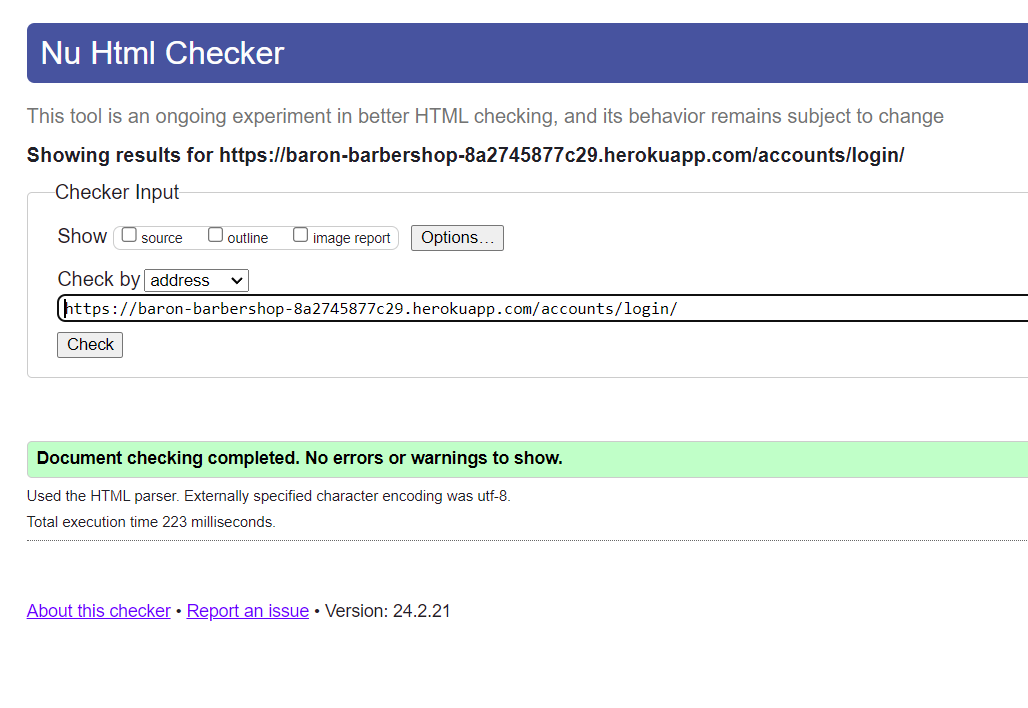 Nu Html Checker
This tool is an ongoing experiment in better HTML checking, and its behavior remains subject to change
Showing results for https://baron-barbershop-8a2745877c29.herokuapp.com/accounts/login/
Checker Input
Show source outline image report Options...
Check by address
https://baron-barbershop-8a2745877c29.herokuapp.com/accounts/login/
Check
Document checking completed. No errors or warnings to show.
Used the HTML parser. Externally specified character encoding was utf-8.
Total execution time 223 milliseconds.
About this checker • Report an issue • Version: 24.2.21